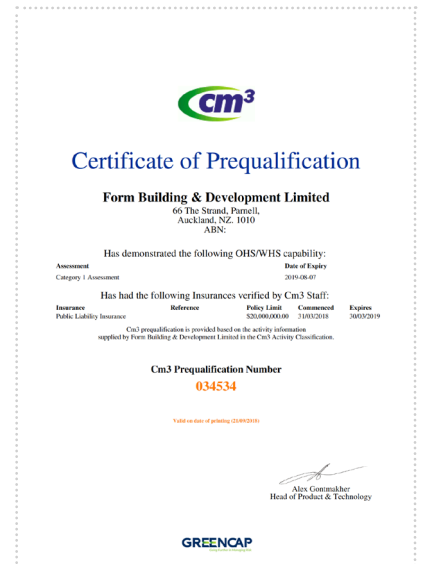 cm³
Certificate of Prequalification
Form Building & Development Limited
66 The Strand, Parnell,
Auckland, NZ. 1010
ABN:
Has demonstrated the following OHS/WHS capability:
Assessment Date of Expiry
Category 1 Assessment 2019-08-07
Has had the following Insurances verified by Cm3 Staff:
Insurance Reference Policy Limit Commenced Expires
Public Liability Insurance $20,000,000.00 31/03/2018 30/03/2019
Cm3 prequalification is provided based on the activity information
supplied by Form Building & Development Limited in the Cm3 Activity Classification.
Cm3 Prequalification Number
034534
Valid on date of printing (21/09/2018)
Alex Gontmakher
Head of Product & Technology
GREENCAP